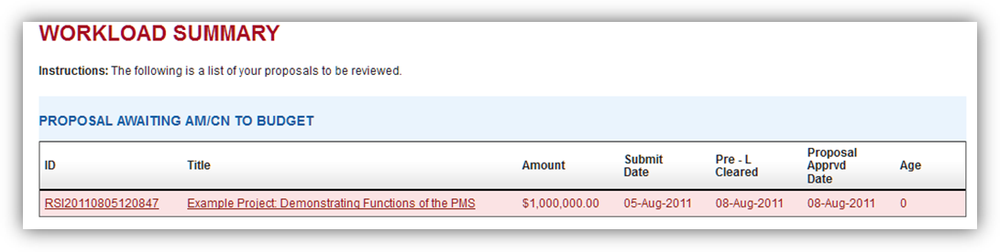 WORKLOAD SUMMARY
Instructions: The following is a list of your proposals to be reviewed.
PROPOSAL AWAITING AM/CN TO BUDGET
ID Title Amount Submit Date Pre - L Cleared Proposal Apprvd Date Age
RSI20110805120847 Example Project: Demonstrating Functions of the PMS $1,000,000.00 05-Aug-2011 08-Aug-2011 08-Aug-2011 0